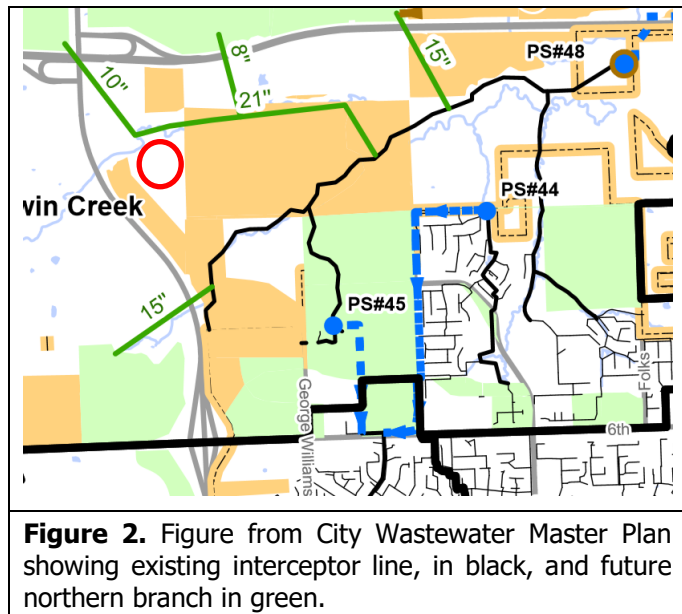 PS#48
8"
15"
10"
21"
PS#44
win Creek
15"
PS#45
George Williams
Folks
6th
Figure 2. Figure from City Wastewater Master Plan
showing existing interceptor line, in black, and future
northern branch in green.